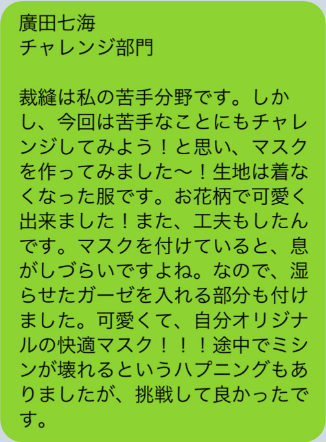 廣田七海
チャレンジ部門

裁縫は私の苦手分野です。しか
し、今回は苦手なことにもチャレ
ンジしてみよう！と思い、マスク
を作ってみました〜！生地は着な
くなった服です。お花柄で可愛く
出来ました！また、工夫もしたん
です。マスクを付けていると、息
がしづらいですよね。なので、湿
らせたガーゼを入れる部分も付け
ました。可愛くて、自分オリジナ
ルの快適マスク！！！途中でミシ
ンが壊れるというハプニングもあ
りましたが、挑戦して良かったで
す。